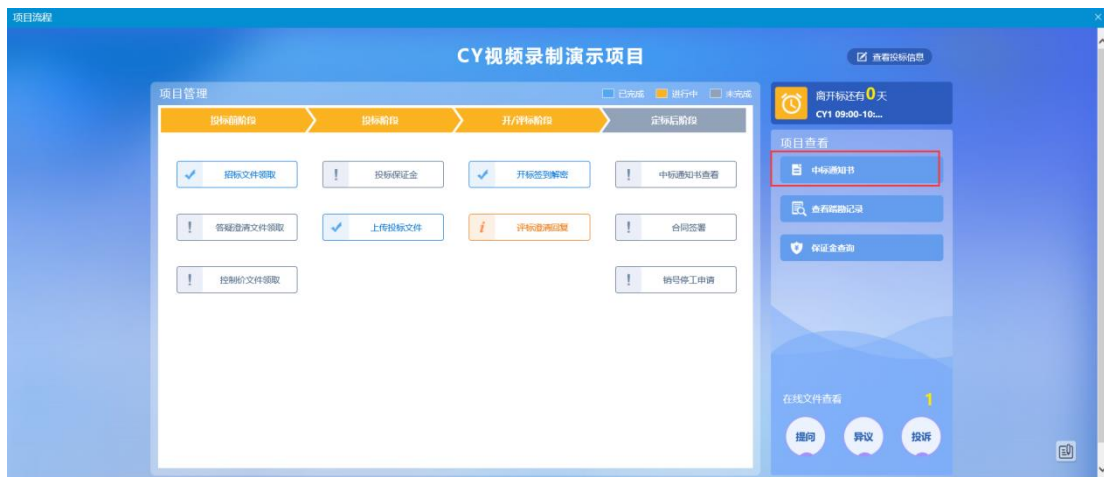 项目流程
CY视频录制演示项目
查看投标信息
项目管理
已完成 进行中 未完成
投标前阶段 投标阶段 开/评标阶段 定标后阶段
招标文件领取 投标保证金 开标签到解密 中标通知书查看
答疑澄清文件领取 上传投标文件 评标澄清回复 合同签署
控制价文件领取 销号停工申请
离开标还有0天
CY1 09:00-10:...
项目查看
中标通知书
查看踏勘记录
保证金查询
在线文件查看 1
提问 异议 投诉